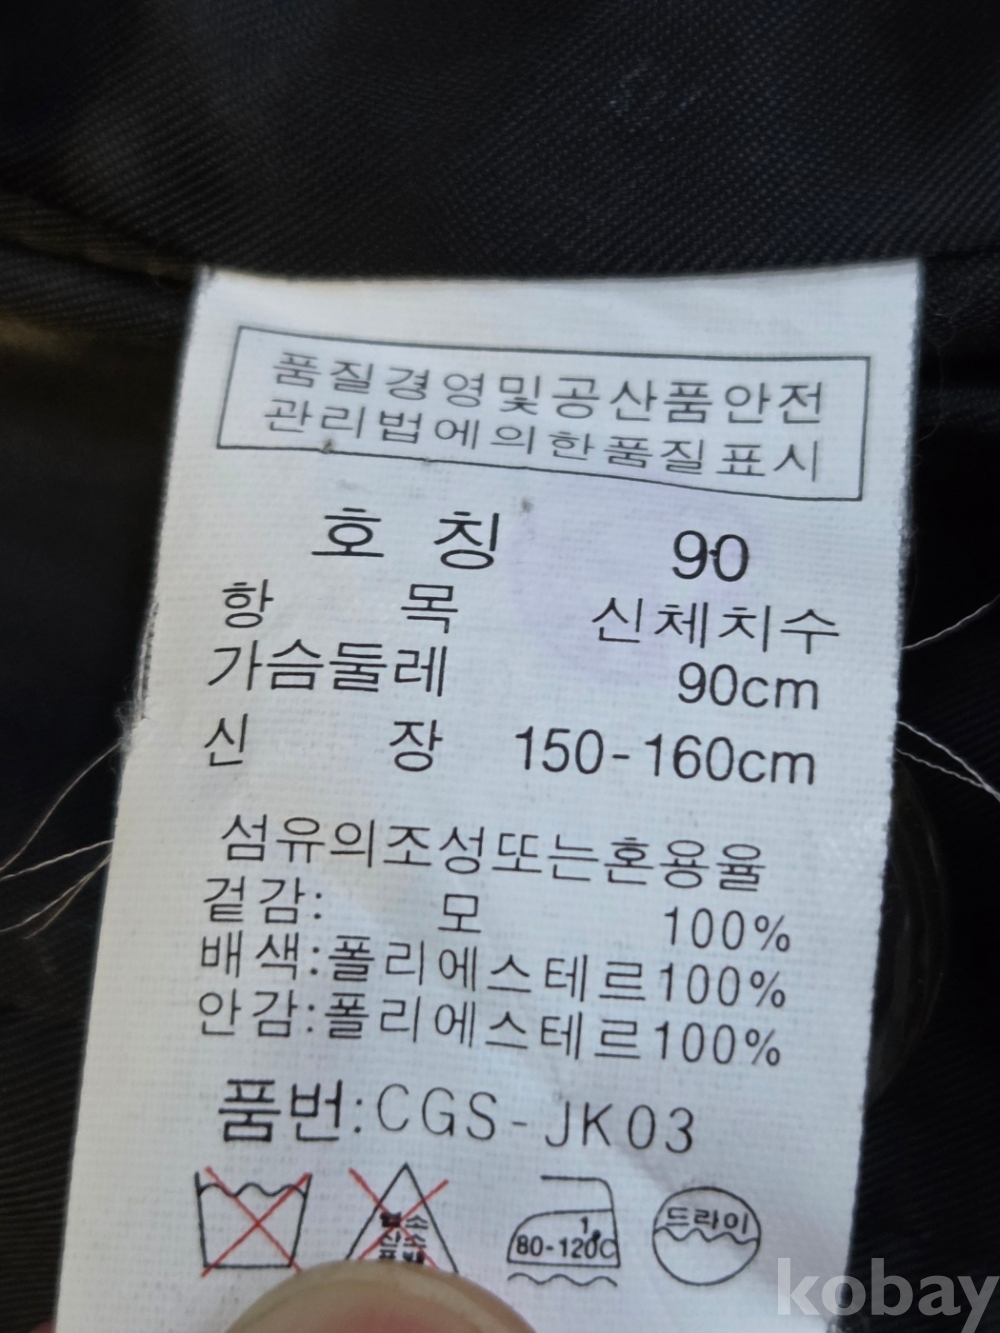 품질경영및공산품안전
관리법에의한품질표시
호 칭 90
항 목 신체치수
가슴둘레 90cm
신 장 150-160cm
섬유의조성또는혼용율
겉감: 모 100%
배색:폴리에스테르100%
안감:폴리에스테르100%
품번:CGS-JK03
80-120℃
드라이
kobay